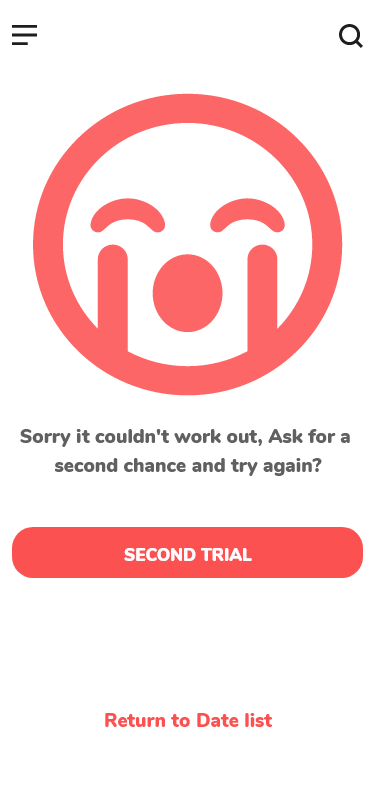 Sorry it couldn't work out, Ask for a
second chance and try again?
SECOND TRIAL
Return to Date list